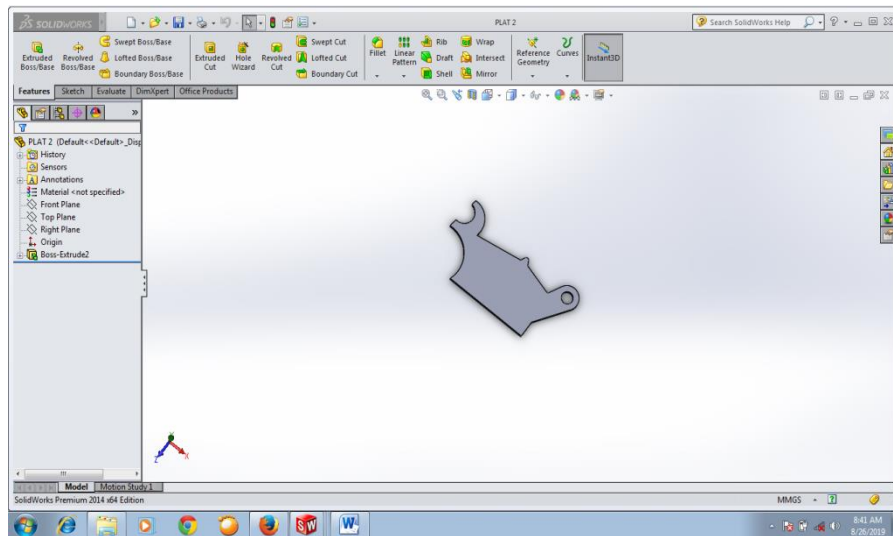 SOLIDWORKS
PLAT 2
Search SolidWorks Help
Extruded Boss/Base
Revolved Boss/Base
Swept Boss/Base
Lofted Boss/Base
Boundary Boss/Base
Extruded Cut
Hole Wizard
Revolved Cut
Swept Cut
Lofted Cut
Boundary Cut
Fillet
Linear Pattern
Rib
Draft
Shell
Wrap
Intersect
Mirror
Reference Geometry
Curves
Instant3D
Features Sketch Evaluate DimXpert Office Products
PLAT 2 (Default<<Default>_Disp
History
Sensors
Annotations
Material <not specified>
Front Plane
Top Plane
Right Plane
Origin
Boss-Extrude2
Model Motion Study 1
SolidWorks Premium 2014 x64 Edition
MMGS
8:41 AM
8/26/2019